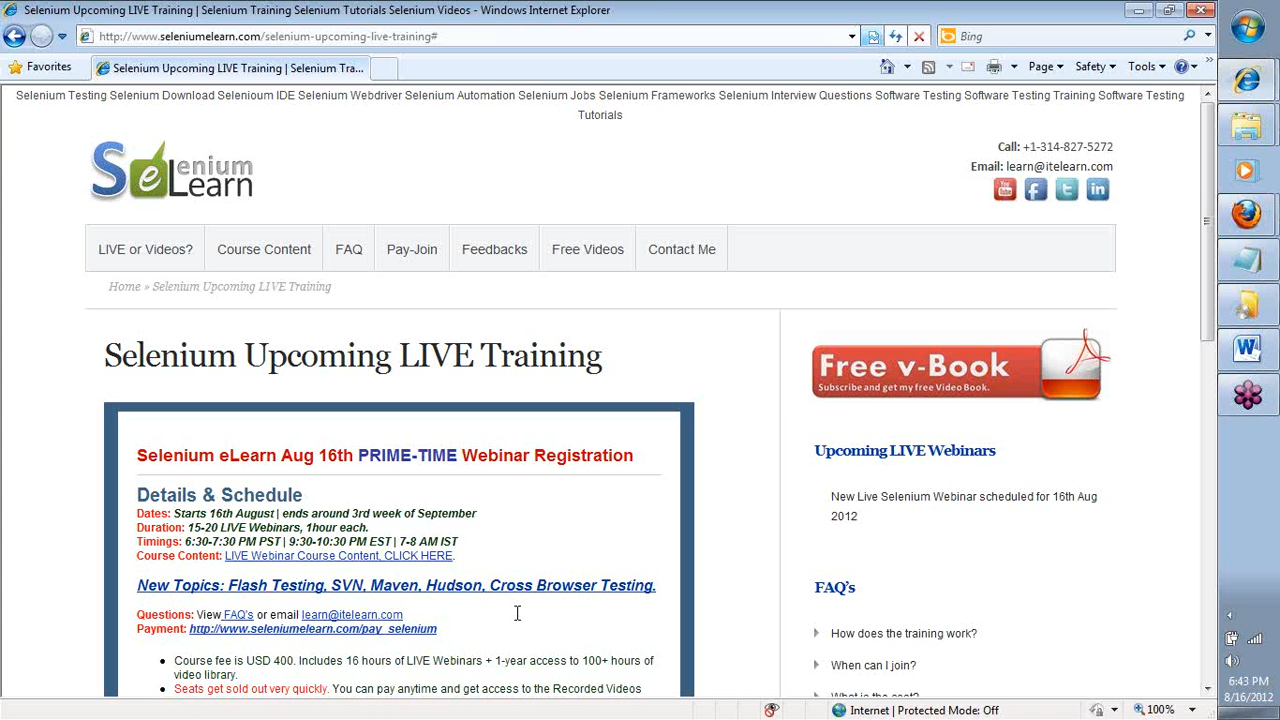 Selenium Upcoming LIVE Training | Selenium Training Selenium Tutorials Selenium Videos - Windows Internet Explorer
http://www.seleniumelearn.com/selenium-upcoming-live-training#
Bing
Favorites
Selenium Upcoming LIVE Training | Selenium Tra...
Page
Safety
Tools
Selenium Testing Selenium Download Selenioum IDE Selenium Webdriver Selenium Automation Selenium Jobs Selenium Frameworks Selenium Interview Questions Software Testing Software Testing Training Software Testing
Tutorials
Selenium
eLearn
Call: +1-314-827-5272
Email: learn@itelearn.com
You Tube
LIVE or Videos?
Course Content
FAQ
Pay-Join
Feedbacks
Free Videos
Contact Me
Home » Selenium Upcoming LIVE Training
Selenium Upcoming LIVE Training
Selenium eLearn Aug 16th PRIME-TIME Webinar Registration
Details & Schedule
Dates: Starts 16th August | ends around 3rd week of September
Duration: 15-20 LIVE Webinars, 1hour each.
Timings: 6:30-7:30 PM PST | 9:30-10:30 PM EST | 7-8 AM IST
Course Content: LIVE Webinar Course Content, CLICK HERE.
New Topics: Flash Testing, SVN, Maven, Hudson, Cross Browser Testing.
Questions: View FAQ's or email learn@itelearn.com
Payment: http://www.seleniumelearn.com/pay_selenium
Course fee is USD 400. Includes 16 hours of LIVE Webinars + 1-year access to 100+ hours of
video library.
Seats get sold out very quickly. You can pay anytime and get access to the Recorded Videos
Free v-Book
Subscribe and get my free Video Book.
Upcoming LIVE Webinars
New Live Selenium Webinar scheduled for 16th Aug
2012
FAQ's
How does the training work?
When can I join?
What is the cost?
Internet | Protected Mode: Off
100%
6:43 PM
8/16/2012